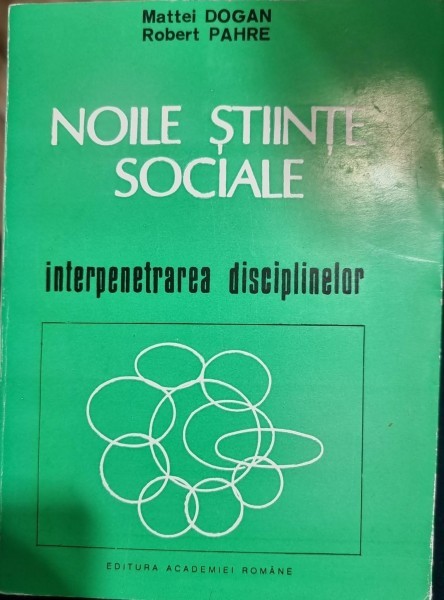 Mattei DOGAN
Robert PAHRE
NOILE ȘTIINȚE
SOCIALE
interpenetrarea disciplinelor
EDITURA ACADEMIEI ROMÂNE